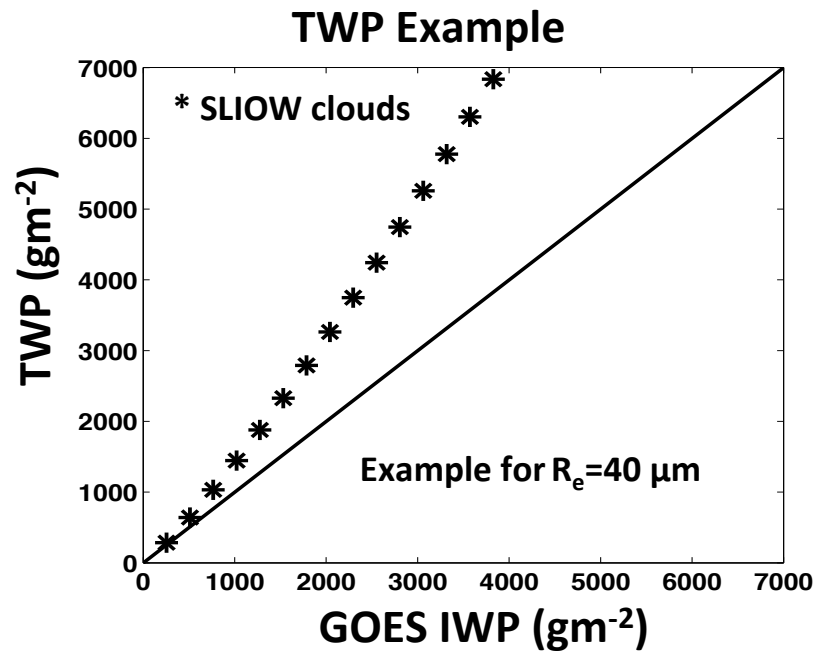 TWP Example
7000
6000
5000
4000
3000
2000
1000
0
TWP (gm-2)
* SLIOW clouds
Example for Re=40 μm
0 1000 2000 3000 4000 5000 6000 7000
GOES IWP (gm-2)